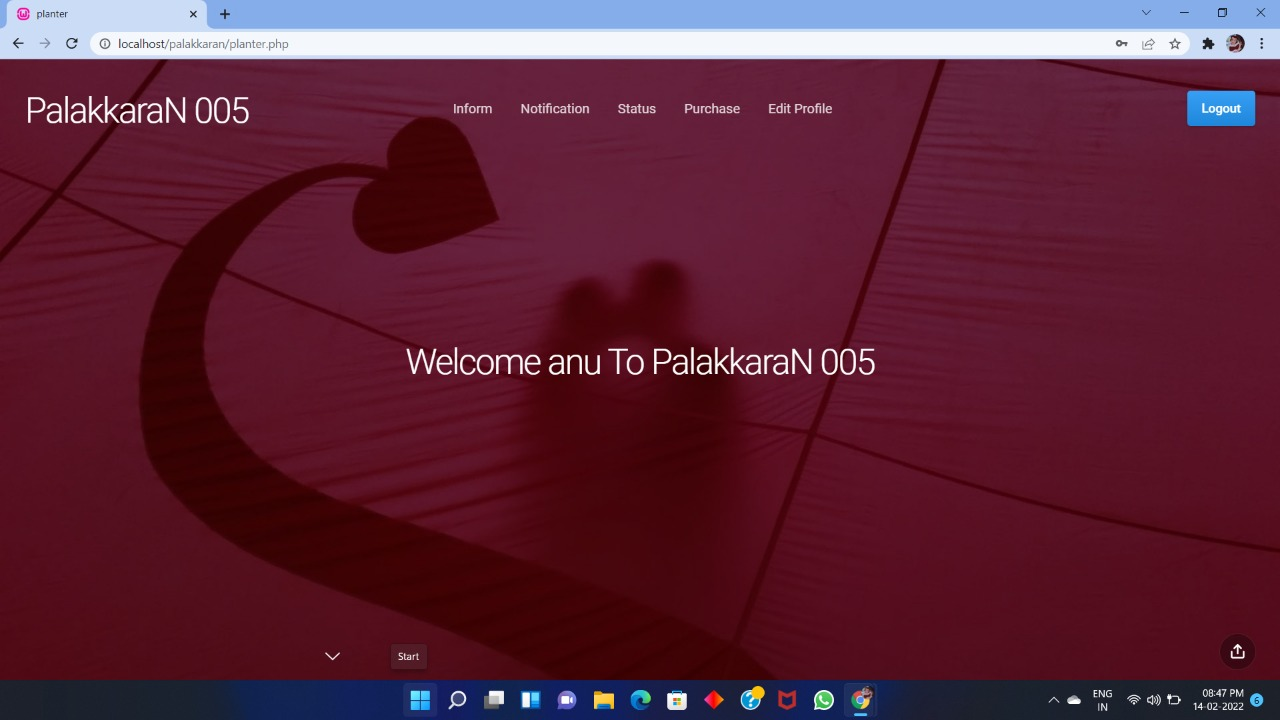 planter
localhost/palakkaran/planter.php
PalakkaraN 005
Inform Notification Status Purchase Edit Profile
Logout
Welcome anu To PalakkaraN 005
Start
ENG
IN
08:47 PM
14-02-2022
6